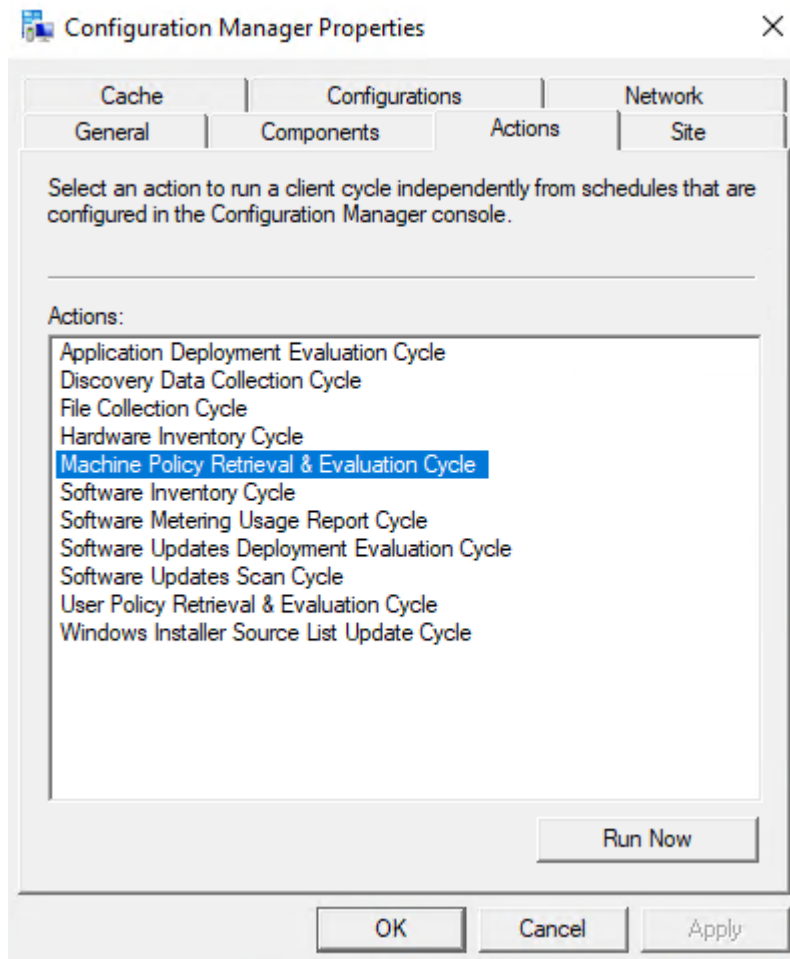 Configuration Manager Properties
Cache Configurations Network
General Components Actions Site
Select an action to run a client cycle independently from schedules that are
configured in the Configuration Manager console.
Actions:
Application Deployment Evaluation Cycle
Discovery Data Collection Cycle
File Collection Cycle
Hardware Inventory Cycle
Machine Policy Retrieval & Evaluation Cycle
Software Inventory Cycle
Software Metering Usage Report Cycle
Software Updates Deployment Evaluation Cycle
Software Updates Scan Cycle
User Policy Retrieval & Evaluation Cycle
Windows Installer Source List Update Cycle
Run Now
OK Cancel Apply